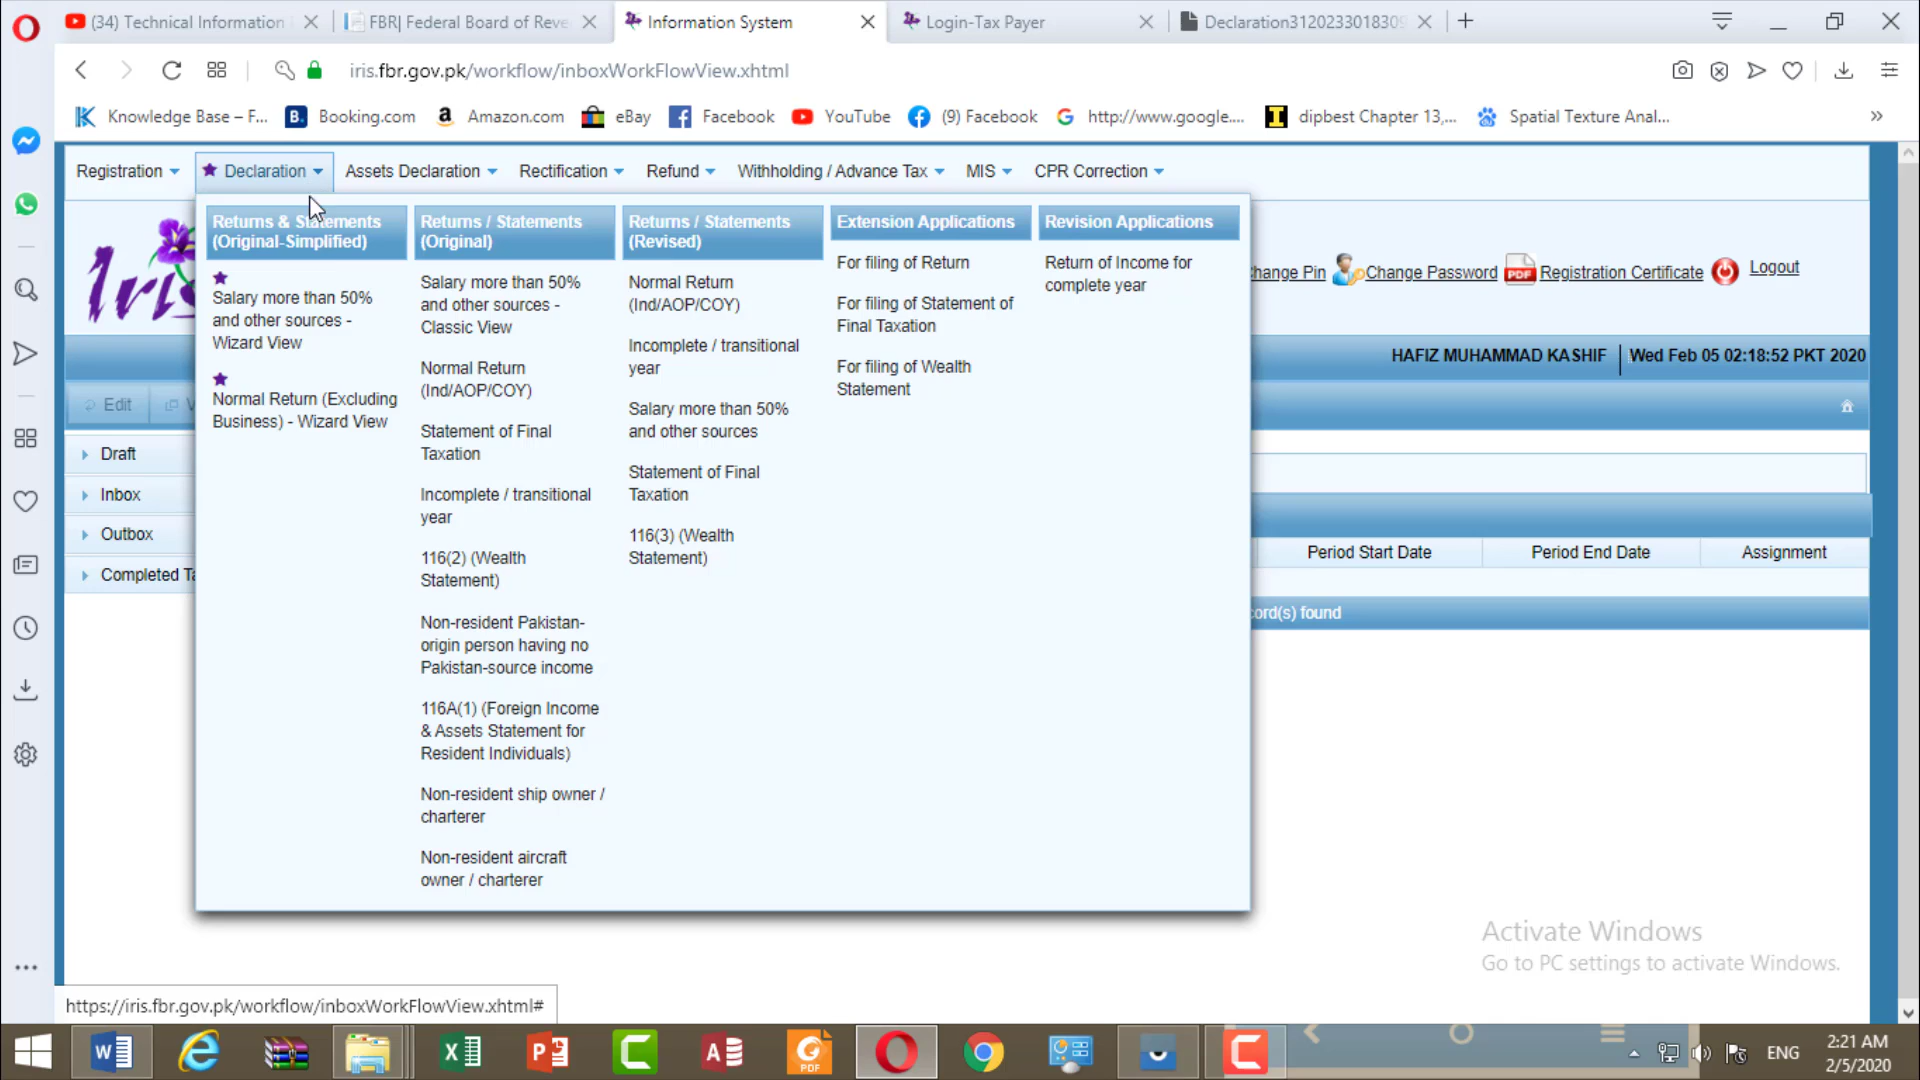 (34) Technical Information
FBR| Federal Board of Reve
Information System
Login-Tax Payer
Declaration3120233018309
iris.fbr.gov.pk/workflow/inboxWorkFlowView.xhtml
Knowledge Base – F...
Booking.com
Amazon.com
eBay
Facebook
YouTube
(9) Facebook
http://www.google....
dipbest Chapter 13,...
Spatial Texture Anal...
Registration
Declaration
Assets Declaration
Rectification
Refund
Withholding / Advance Tax
MIS
CPR Correction
Returns & Statements
(Original-Simplified)
Salary more than 50%
and other sources -
Wizard View
Normal Return (Excluding
Business) - Wizard View
Returns / Statements
(Original)
Salary more than 50%
and other sources -
Classic View
Normal Return
(Ind/AOP/COY)
Statement of Final
Taxation
Incomplete / transitional
year
116(2) (Wealth
Statement)
Non-resident Pakistan-
origin person having no
Pakistan-source income
116A(1) (Foreign Income
& Assets Statement for
Resident Individuals)
Non-resident ship owner /
charterer
Non-resident aircraft
owner / charterer
Returns / Statements
(Revised)
Normal Return
(Ind/AOP/COY)
Incomplete / transitional
year
Salary more than 50%
and other sources
Statement of Final
Taxation
116(3) (Wealth
Statement)
Extension Applications
For filing of Return
For filing of Statement of
Final Taxation
For filing of Wealth
Statement
Revision Applications
Return of Income for
complete year
Iris
hange Pin
Change Password
PDF
Registration Certificate
Logout
HAFIZ MUHAMMAD KASHIF
Wed Feb 05 02:18:52 PKT 2020
Edit
V
Draft
Inbox
Outbox
Completed Ta
Period Start Date
Period End Date
Assignment
cord(s) found
Activate Windows
Go to PC settings to activate Windows.
https://iris.fbr.gov.pk/workflow/inboxWorkFlowView.xhtml#
ENG
2:21 AM
2/5/2020